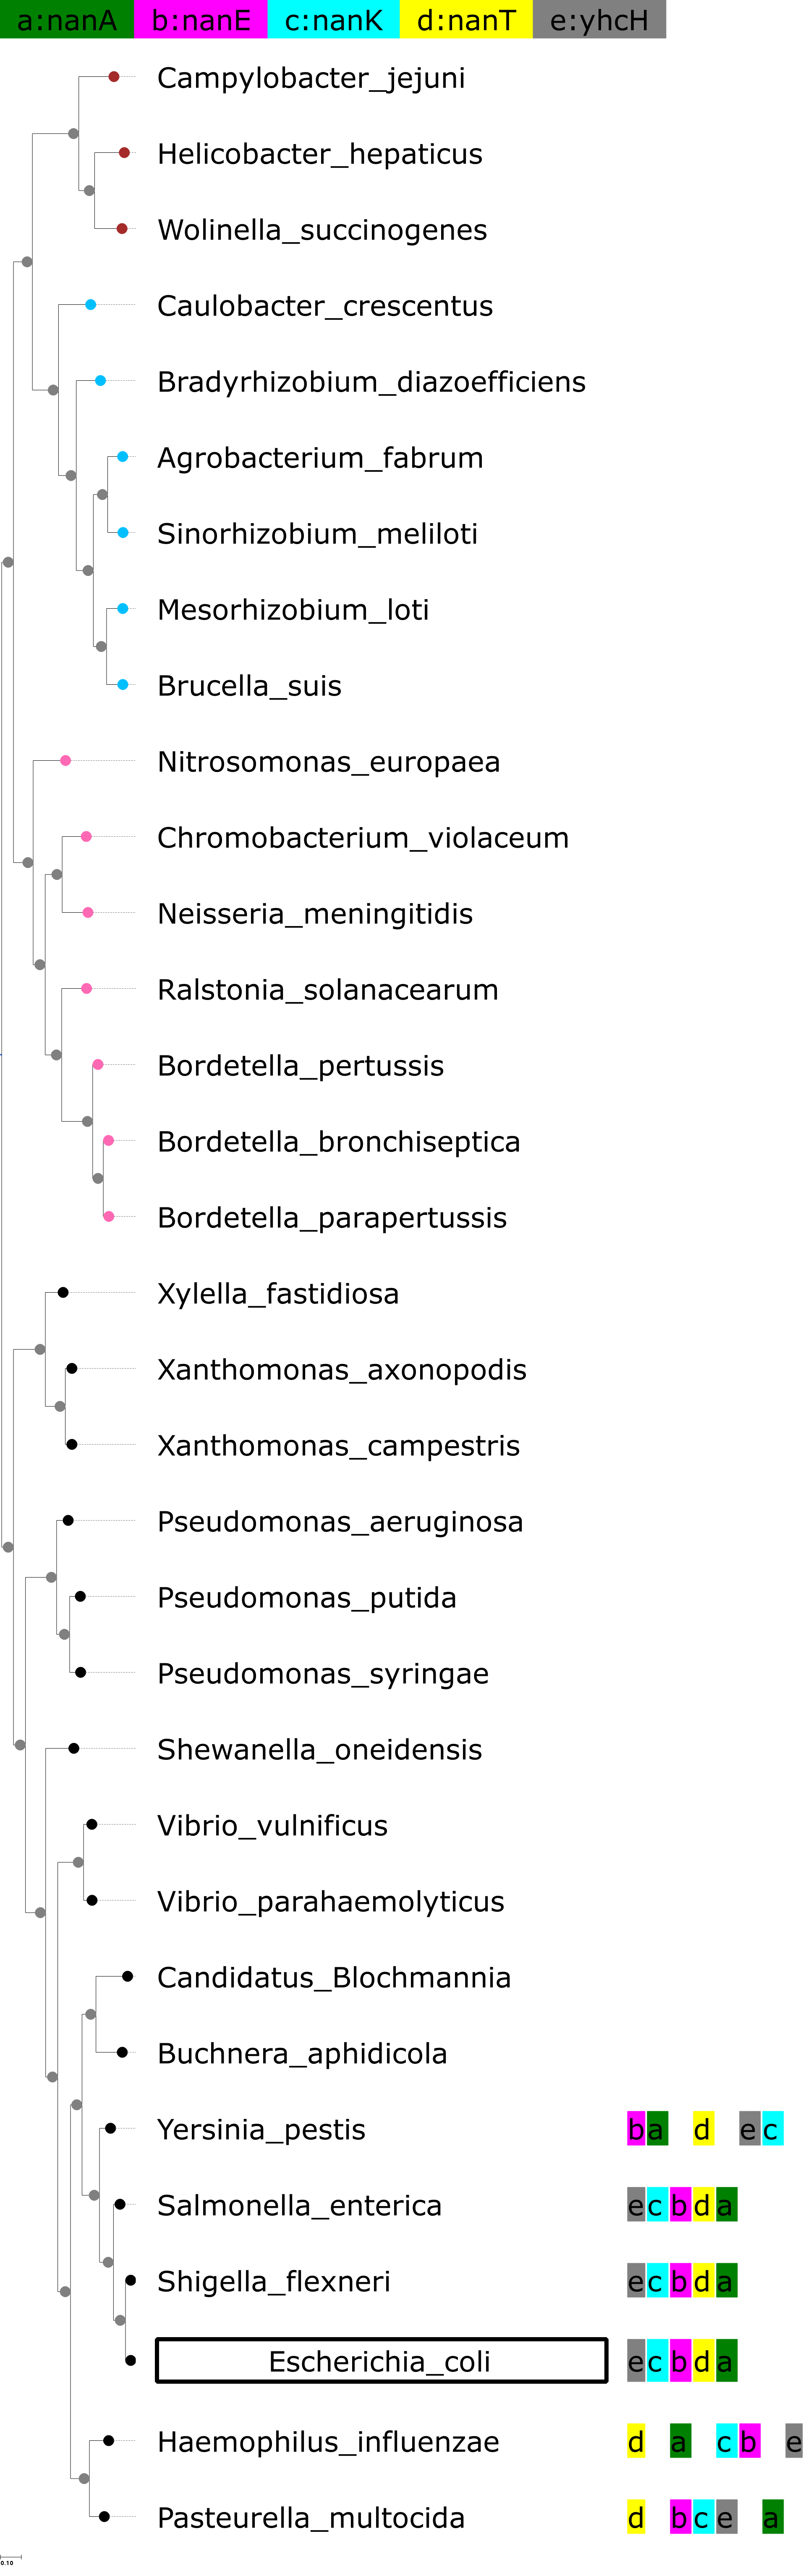 a:nanA b:nanE c:nanK d:nanT e:yhcH
Campylobacter_jejuni
Helicobacter_hepaticus
Wolinella_succinogenes
Caulobacter_crescentus
Bradyrhizobium_diazoefficiens
Agrobacterium_fabrum
Sinorhizobium_meliloti
Mesorhizobium_loti
Brucella_suis
Nitrosomonas_europaea
Chromobacterium_violaceum
Neisseria_meningitidis
Ralstonia_solanacearum
Bordetella_pertussis
Bordetella_bronchiseptica
Bordetella_parapertussis
Xylella_fastidiosa
Xanthomonas_axonopodis
Xanthomonas_campestris
Pseudomonas_aeruginosa
Pseudomonas_putida
Pseudomonas_syringae
Shewanella_oneidensis
Vibrio_vulnificus
Vibrio_parahaemolyticus
Candidatus_Blochmannia
Buchnera_aphidicola
Yersinia_pestis b a d e c
Salmonella_enterica e c b d a
Shigella_flexneri e c b d a
Escherichia_coli e c b d a
Haemophilus_influenzae d a c b e
Pasteurella_multocida d b c e a
0.10